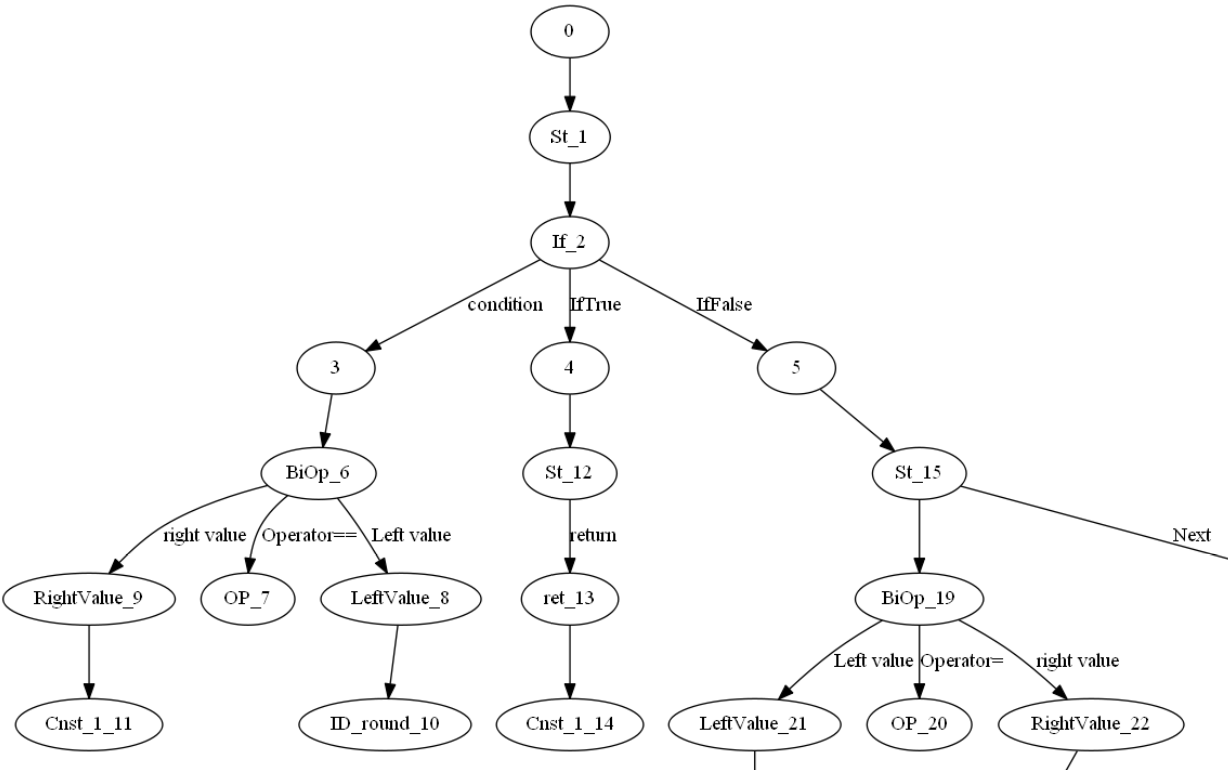 0
St_1
If_2
condition
IfTrue
IfFalse
3
4
5
BiOp_6
St_12
St_15
right value
Operator==
Left value
return
Next
RightValue_9
OP_7
LeftValue_8
ret_13
BiOp_19
Left value
Operator=
right value
Cnst_1_11
ID_round_10
Cnst_1_14
LeftValue_21
OP_20
RightValue_22